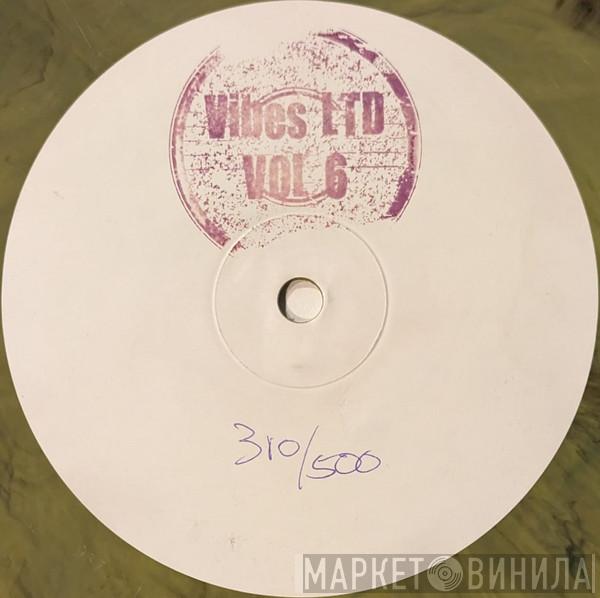 Vibes LTD
VOL 6
310/500
МАРКЕТ ВИНИЛА